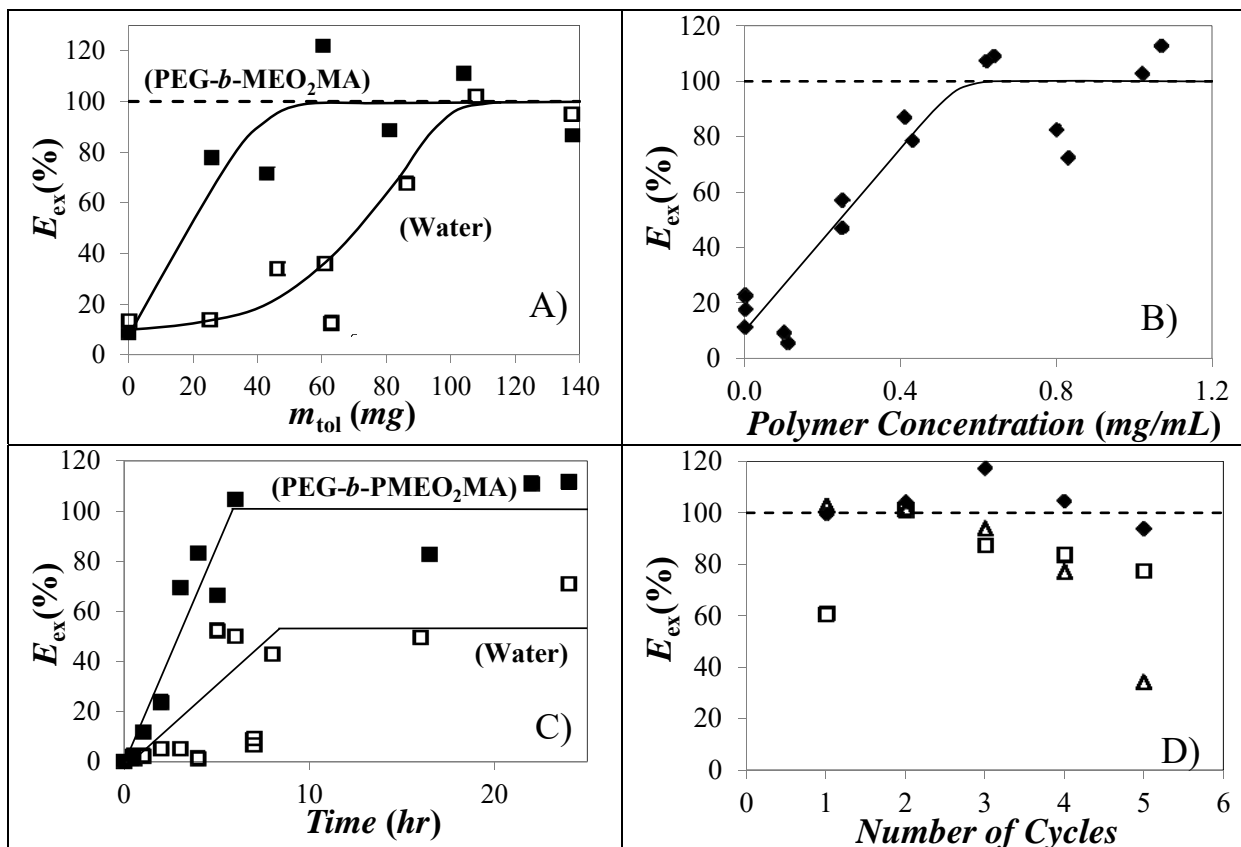 120
100
80
60
40
20
0
E_ex(%)
(PEG-b-MEO₂MA)
(Water)
A)
0 20 40 60 80 100 120 140
m_tol (mg)
120
100
80
60
40
20
0
E_ex(%)
B)
0.0 0.4 0.8 1.2
Polymer Concentration (mg/mL)
120
100
80
60
40
20
0
E_ex(%)
(PEG-b-PMEO₂MA)
(Water)
C)
0 10 20
Time (hr)
120
100
80
60
40
20
0
E_ex(%)
D)
0 1 2 3 4 5 6
Number of Cycles